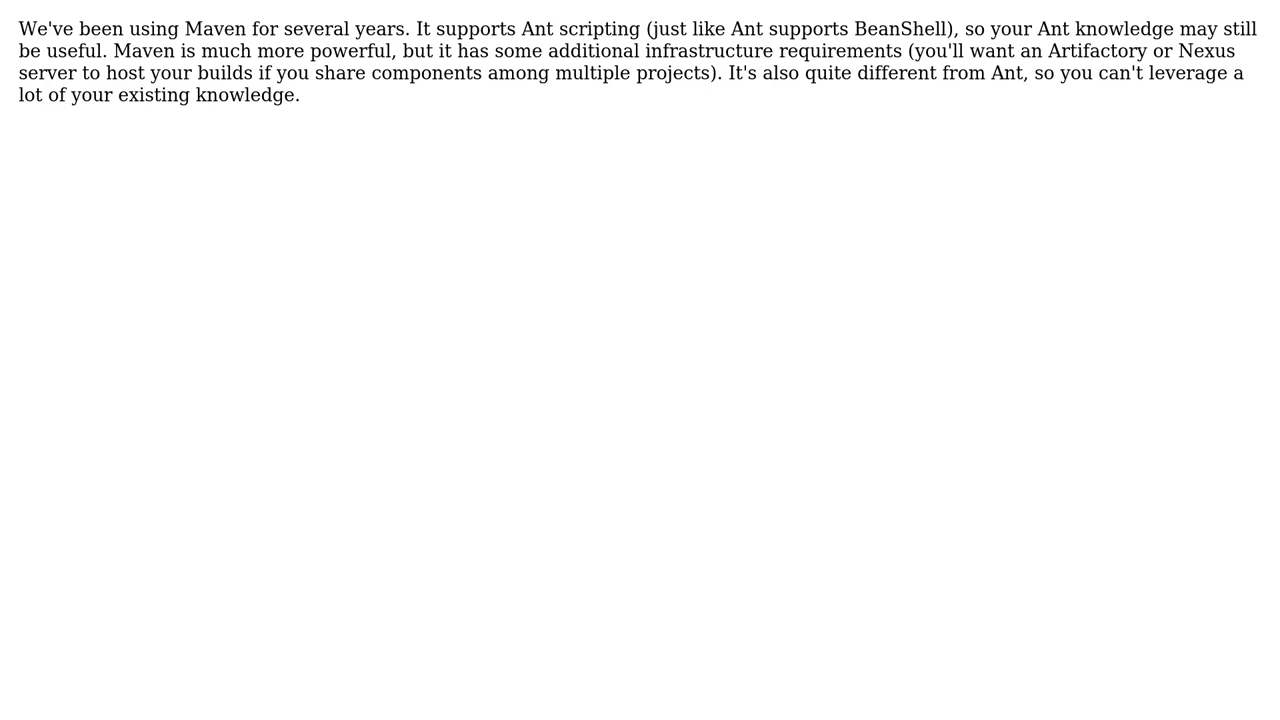 We've been using Maven for several years. It supports Ant scripting (just like Ant supports BeanShell), so your Ant knowledge may still
be useful. Maven is much more powerful, but it has some additional infrastructure requirements (you'll want an Artifactory or Nexus
server to host your builds if you share components among multiple projects). It's also quite different from Ant, so you can't leverage a
lot of your existing knowledge.